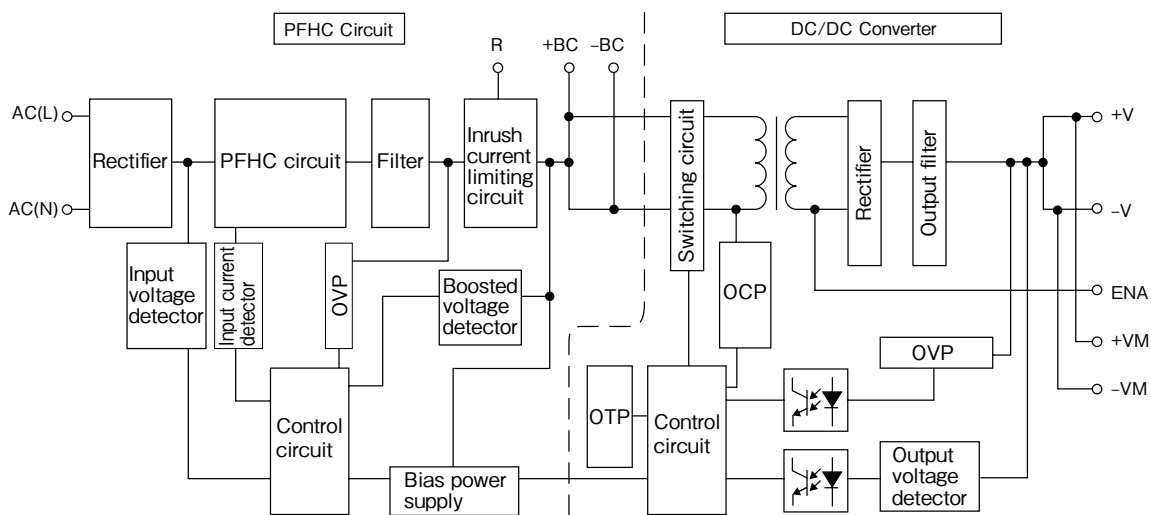 PFHC Circuit
DC/DC Converter
R
+BC
−BC
AC(L)
AC(N)
Rectifier
PFHC circuit
Filter
Inrush
current
limiting
circuit
Switching circuit
Rectifier
Output filter
+V
−V
ENA
+VM
−VM
Input
voltage
detector
Input current
detector
OVP
Boosted
voltage
detector
OCP
OVP
Control
circuit
OTP
Control
circuit
Bias power
supply
Output
voltage
detector